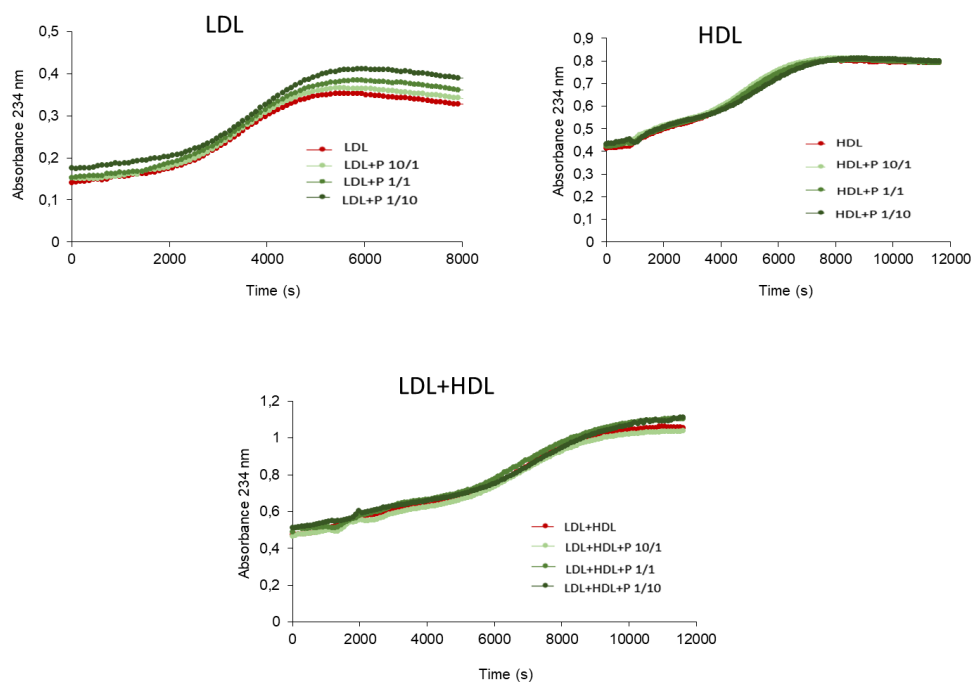 LDL
Absorbance 234 nm
0,5
0,4
0,3
0,2
0,1
0
0 2000 4000 6000 8000
Time (s)
LDL
LDL+P 10/1
LDL+P 1/1
LDL+P 1/10
HDL
Absorbance 234 nm
0,9
0,8
0,7
0,6
0,5
0,4
0,3
0,2
0,1
0
0 2000 4000 6000 8000 10000 12000
Time (s)
HDL
HDL+P 10/1
HDL+P 1/1
HDL+P 1/10
LDL+HDL
Absorbance 234 nm
1,2
1
0,8
0,6
0,4
0,2
0
0 2000 4000 6000 8000 10000 12000
Time (s)
LDL+HDL
LDL+HDL+P 10/1
LDL+HDL+P 1/1
LDL+HDL+P 1/10